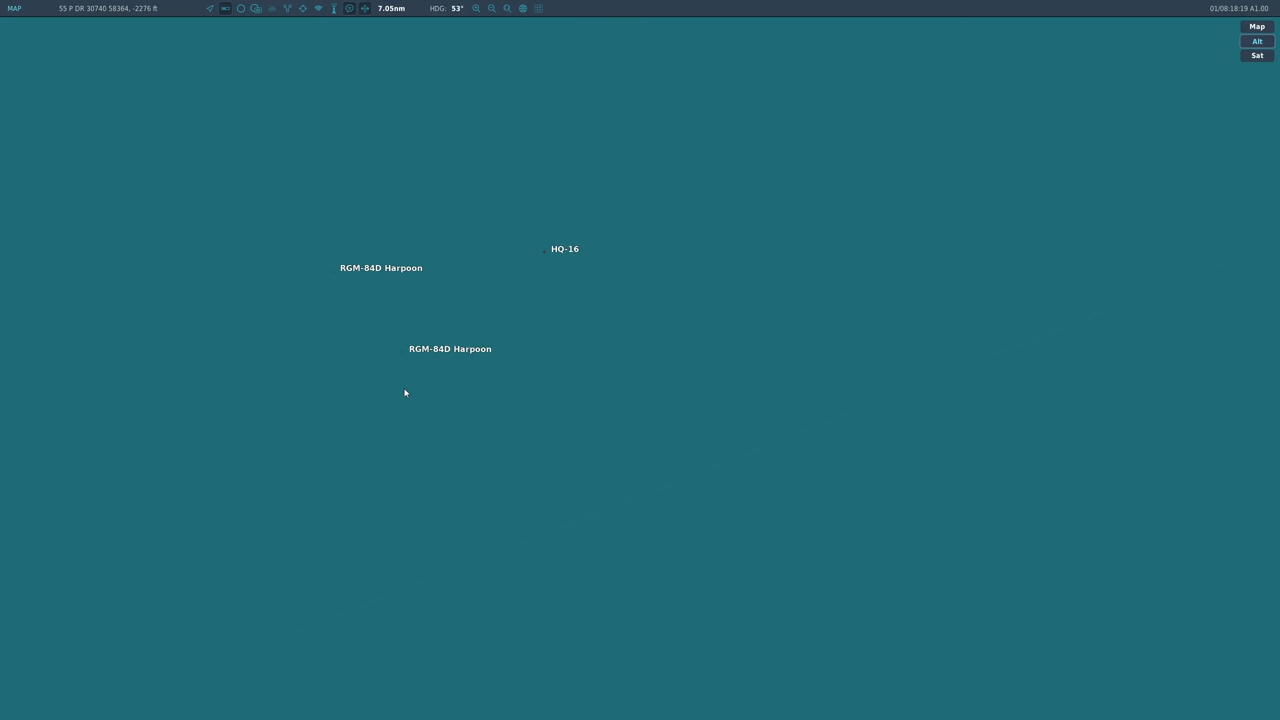 MAP 55 P DR 30740 58364, -2276 ft 7.05nm HDG: 53° 01/08:18:19 A1.00
Map
Alt
Sat
HQ-16
RGM-84D Harpoon
RGM-84D Harpoon